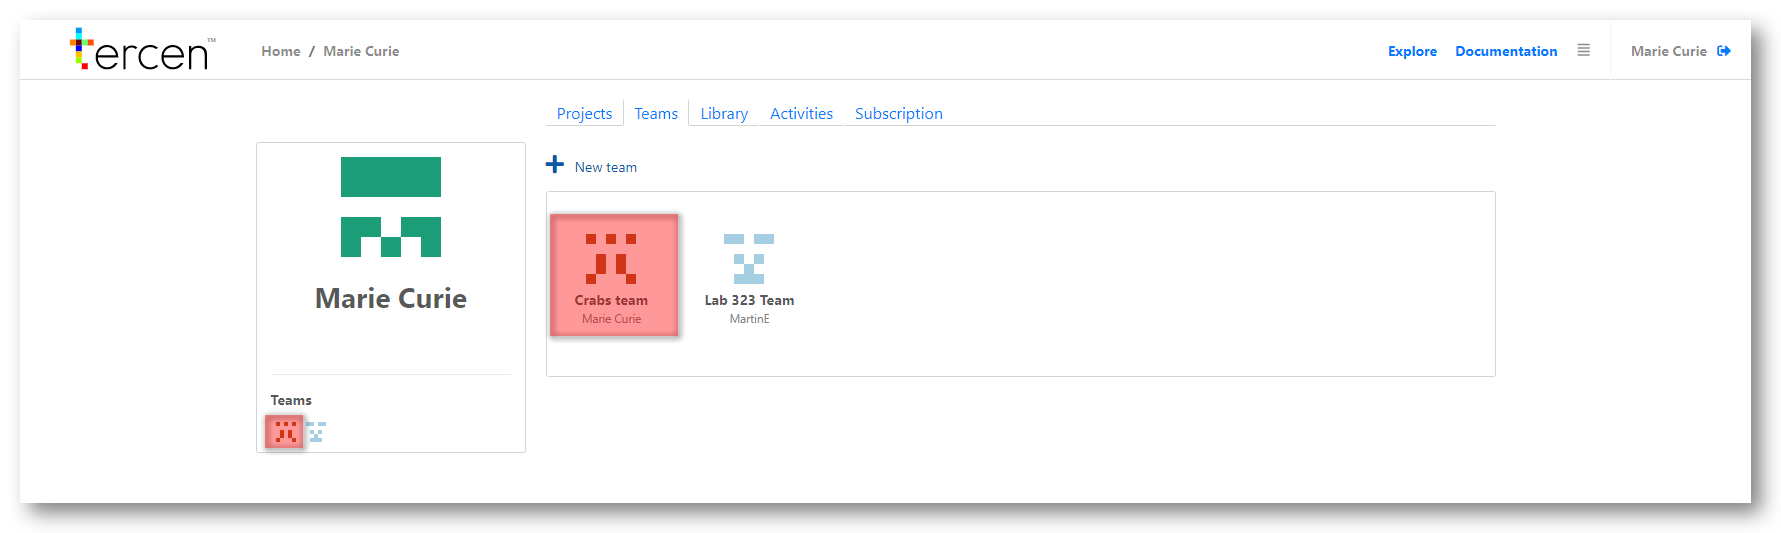 tercen™
Home / Marie Curie
Explore Documentation
Marie Curie
Projects Teams Library Activities Subscription
New team
Marie Curie
Teams
Crabs team
Marie Curie
Lab 323 Team
MartinE